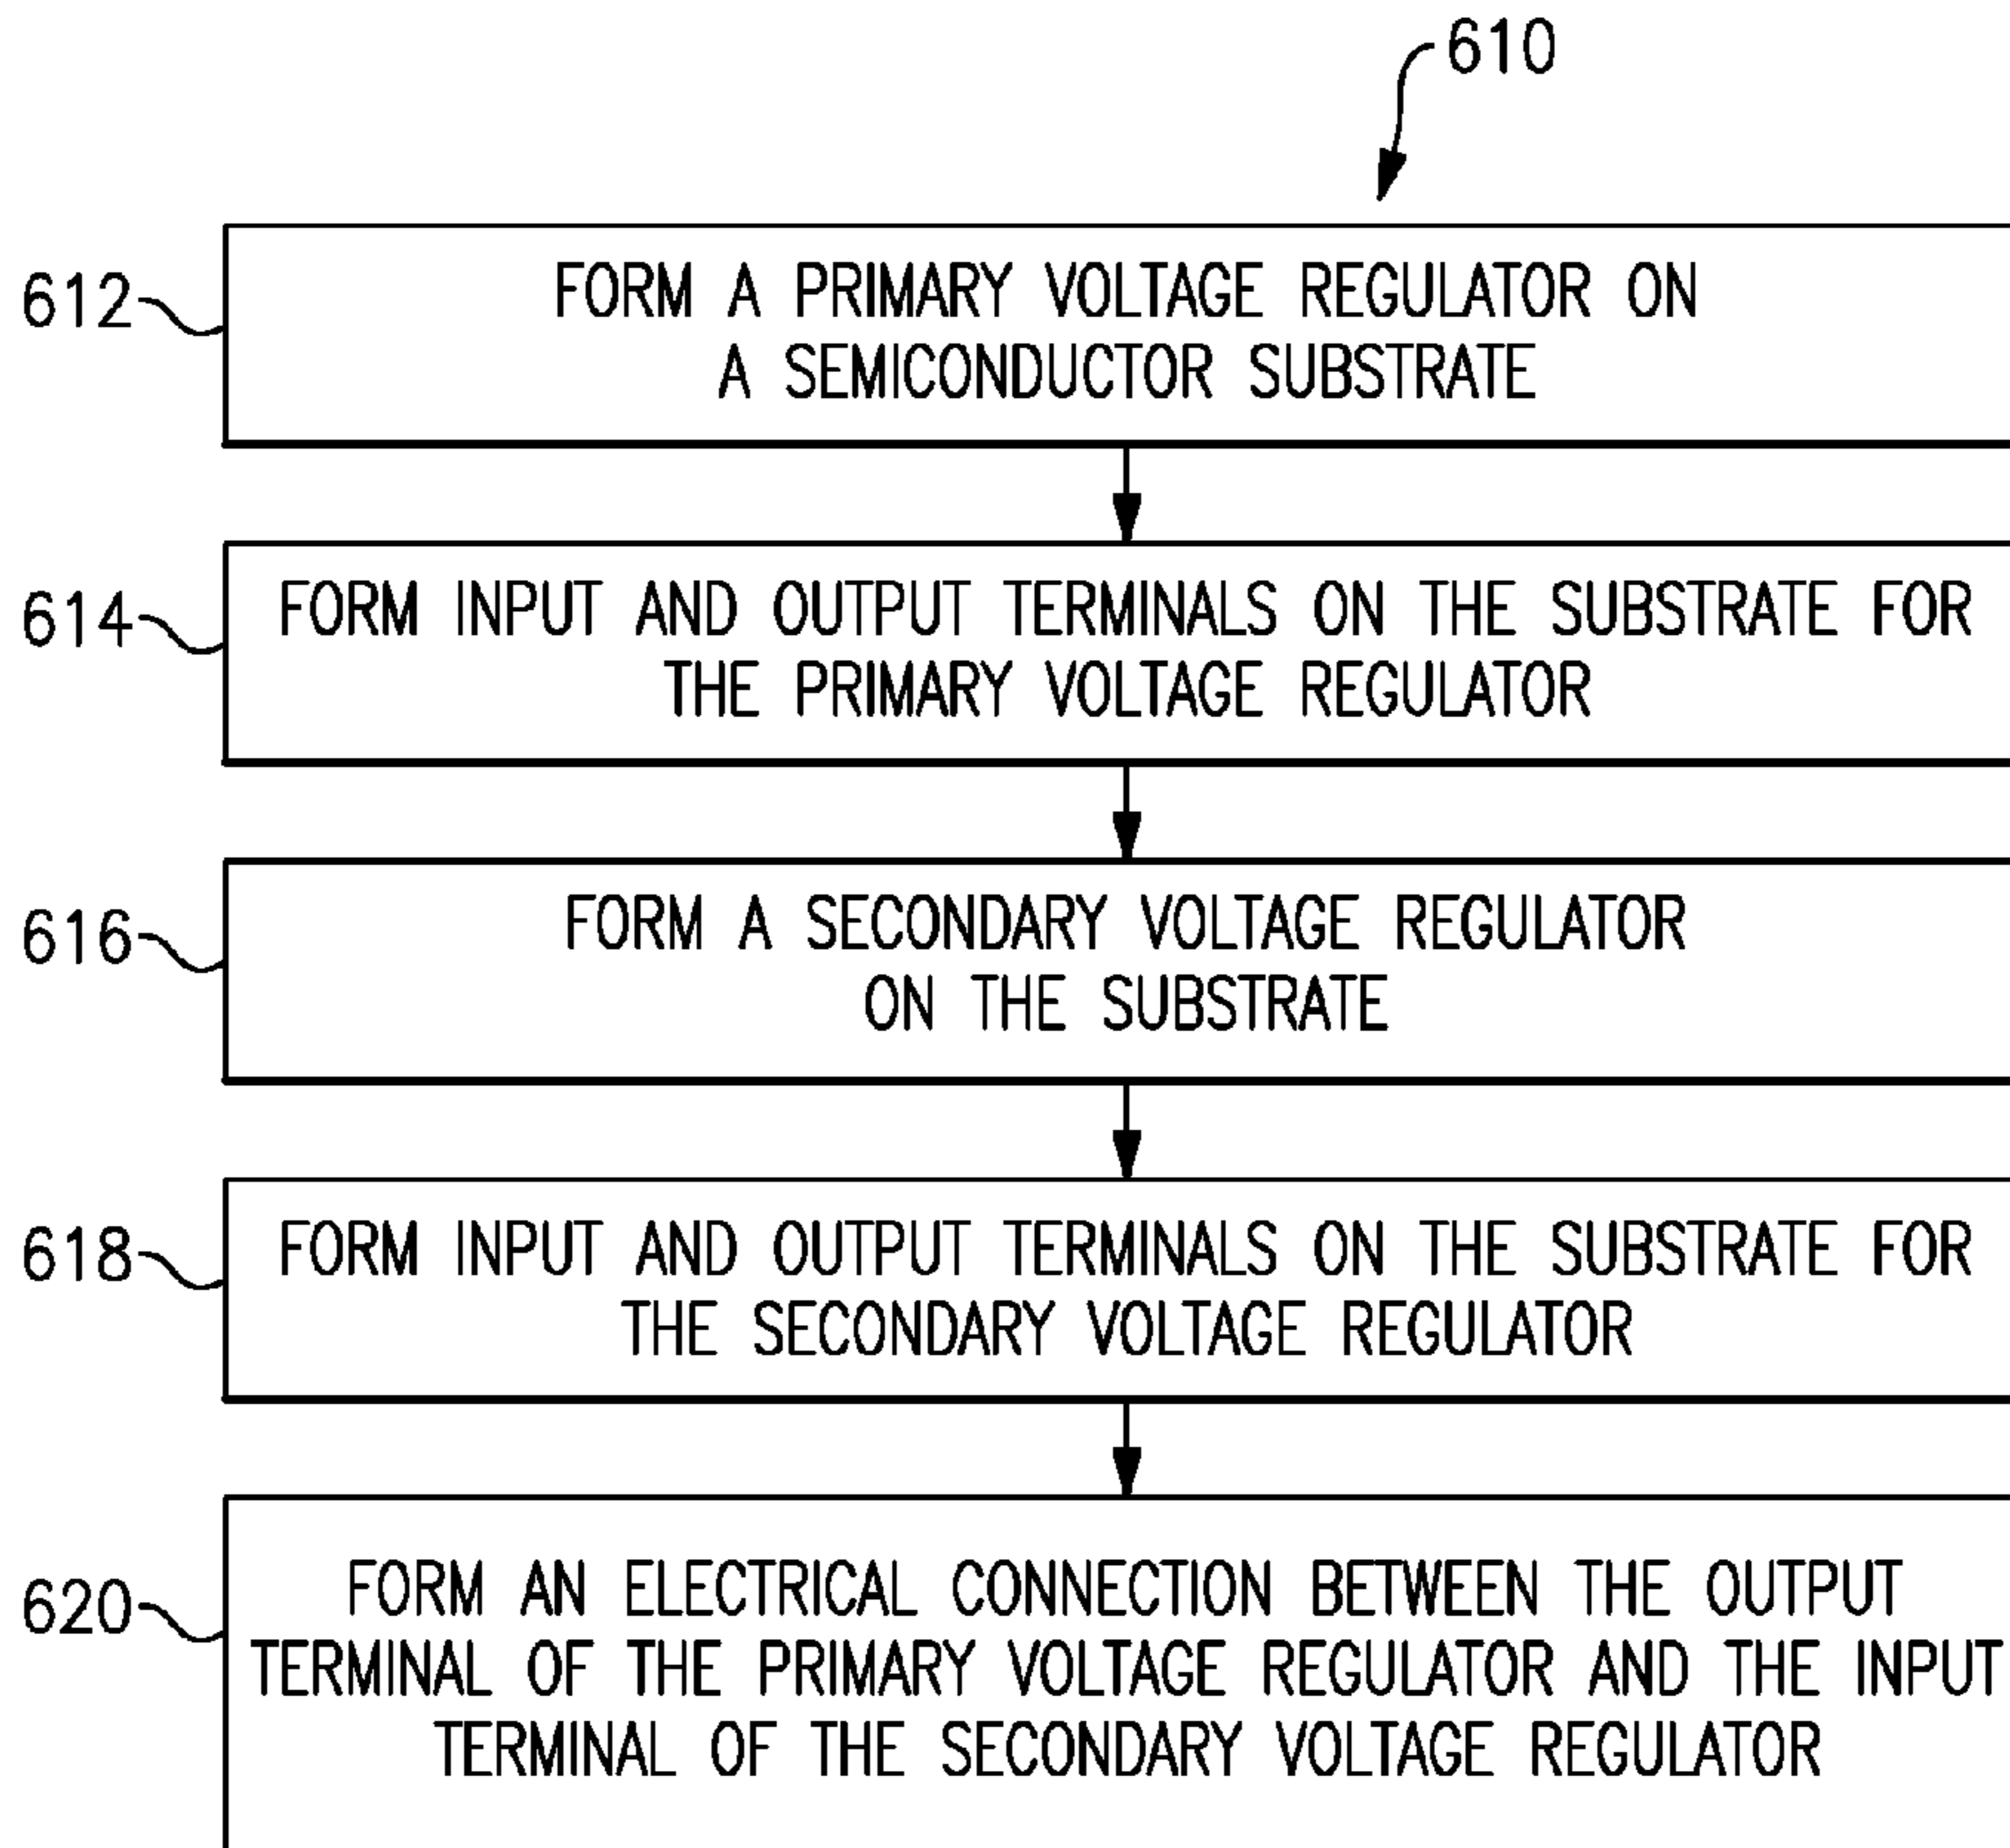 610
612
FORM A PRIMARY VOLTAGE REGULATOR ON
A SEMICONDUCTOR SUBSTRATE
614
FORM INPUT AND OUTPUT TERMINALS ON THE SUBSTRATE FOR
THE PRIMARY VOLTAGE REGULATOR
616
FORM A SECONDARY VOLTAGE REGULATOR
ON THE SUBSTRATE
618
FORM INPUT AND OUTPUT TERMINALS ON THE SUBSTRATE FOR
THE SECONDARY VOLTAGE REGULATOR
620
FORM AN ELECTRICAL CONNECTION BETWEEN THE OUTPUT
TERMINAL OF THE PRIMARY VOLTAGE REGULATOR AND THE INPUT
TERMINAL OF THE SECONDARY VOLTAGE REGULATOR